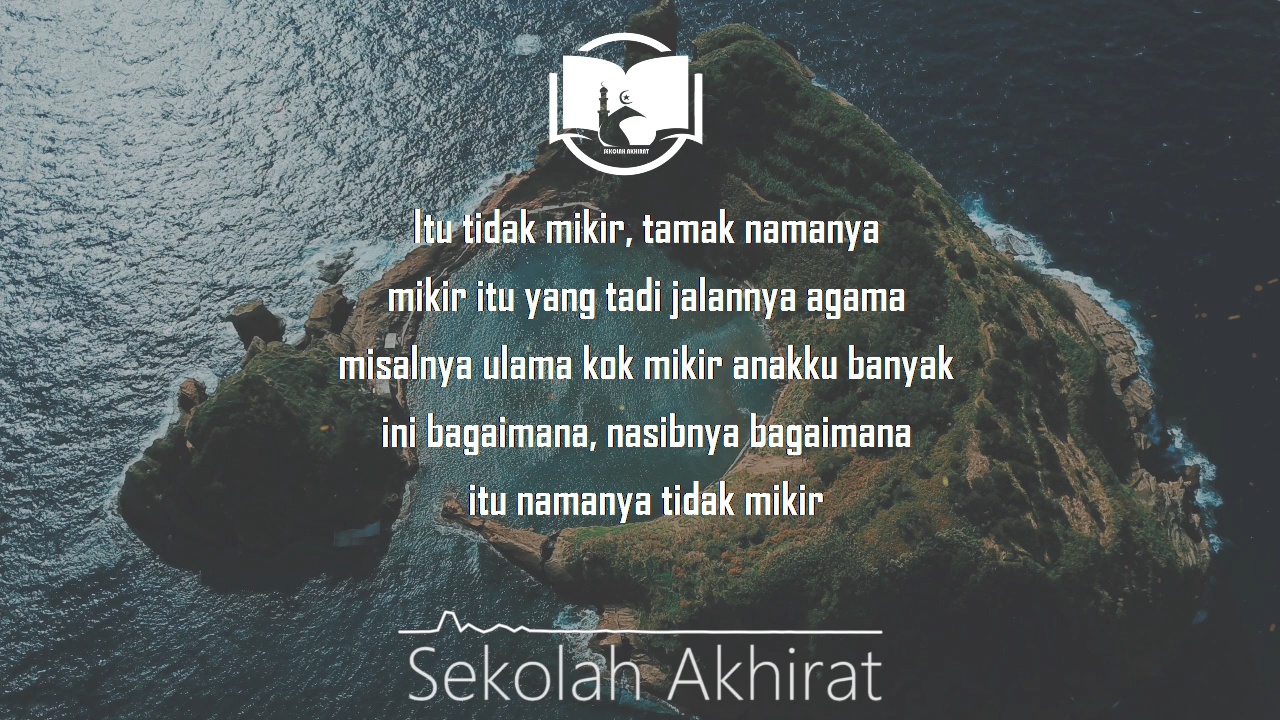 SEKOLAH AKHIRAT
Itu tidak mikir, tamak namanya
mikir itu yang tadi jalannya agama
misalnya ulama kok mikir anakku banyak
ini bagaimana, nasibnya bagaimana
itu namanya tidak mikir
Sekolah Akhirat